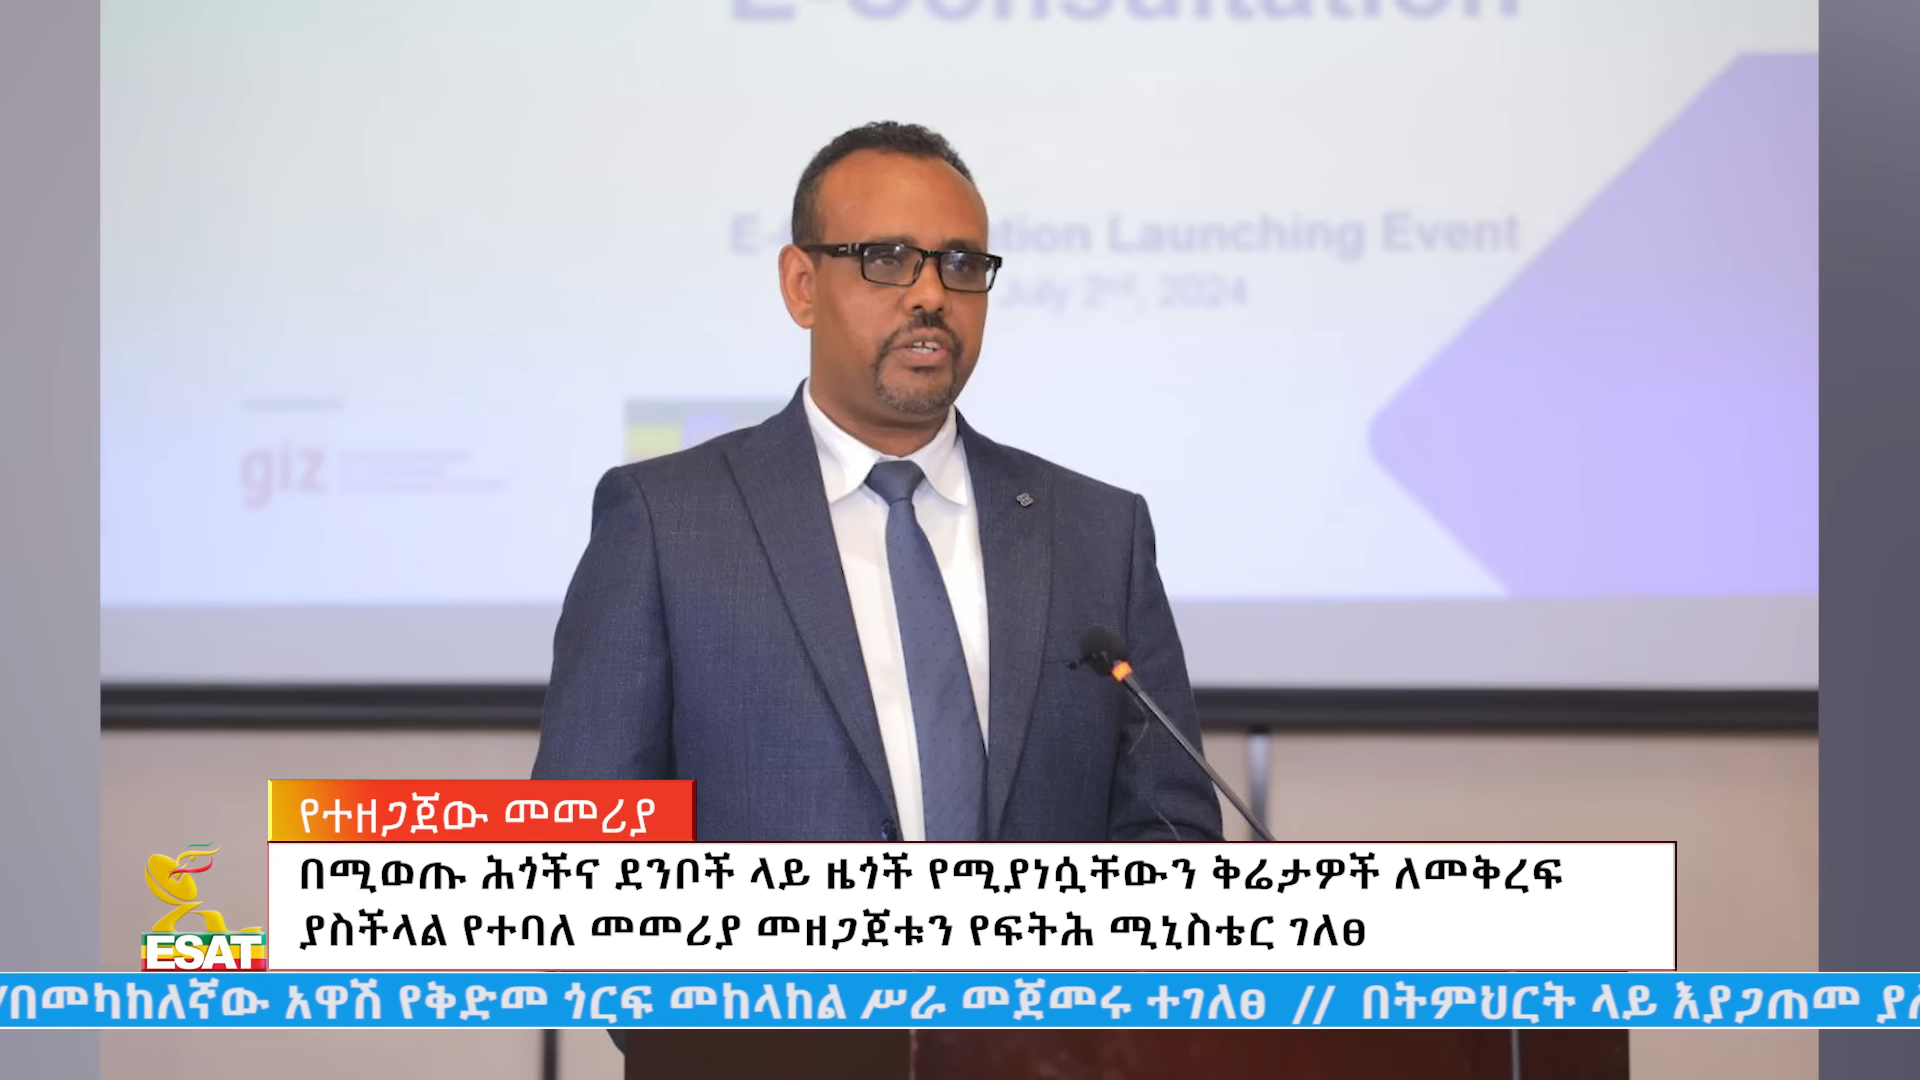 E-Consultation
Launching Event
July 2nd, 2024
giz
የተዘጋጀው መመሪያ
በሚወጡ ሕጎችና ደንቦች ላይ ዜጎች የሚያነሷቸውን ቅሬታዎች ለመቅረፍ
ያስችላል የተባለ መመሪያ መዘጋጀቱን የፍትሕ ሚኒስቴር ገለፀ
ESAT
/በመካከለኛው አዋሽ የቅድመ ጎርፍ መከላከል ሥራ መጀመሩ ተገለፀ // በትምህርት ላይ እያጋጠመ